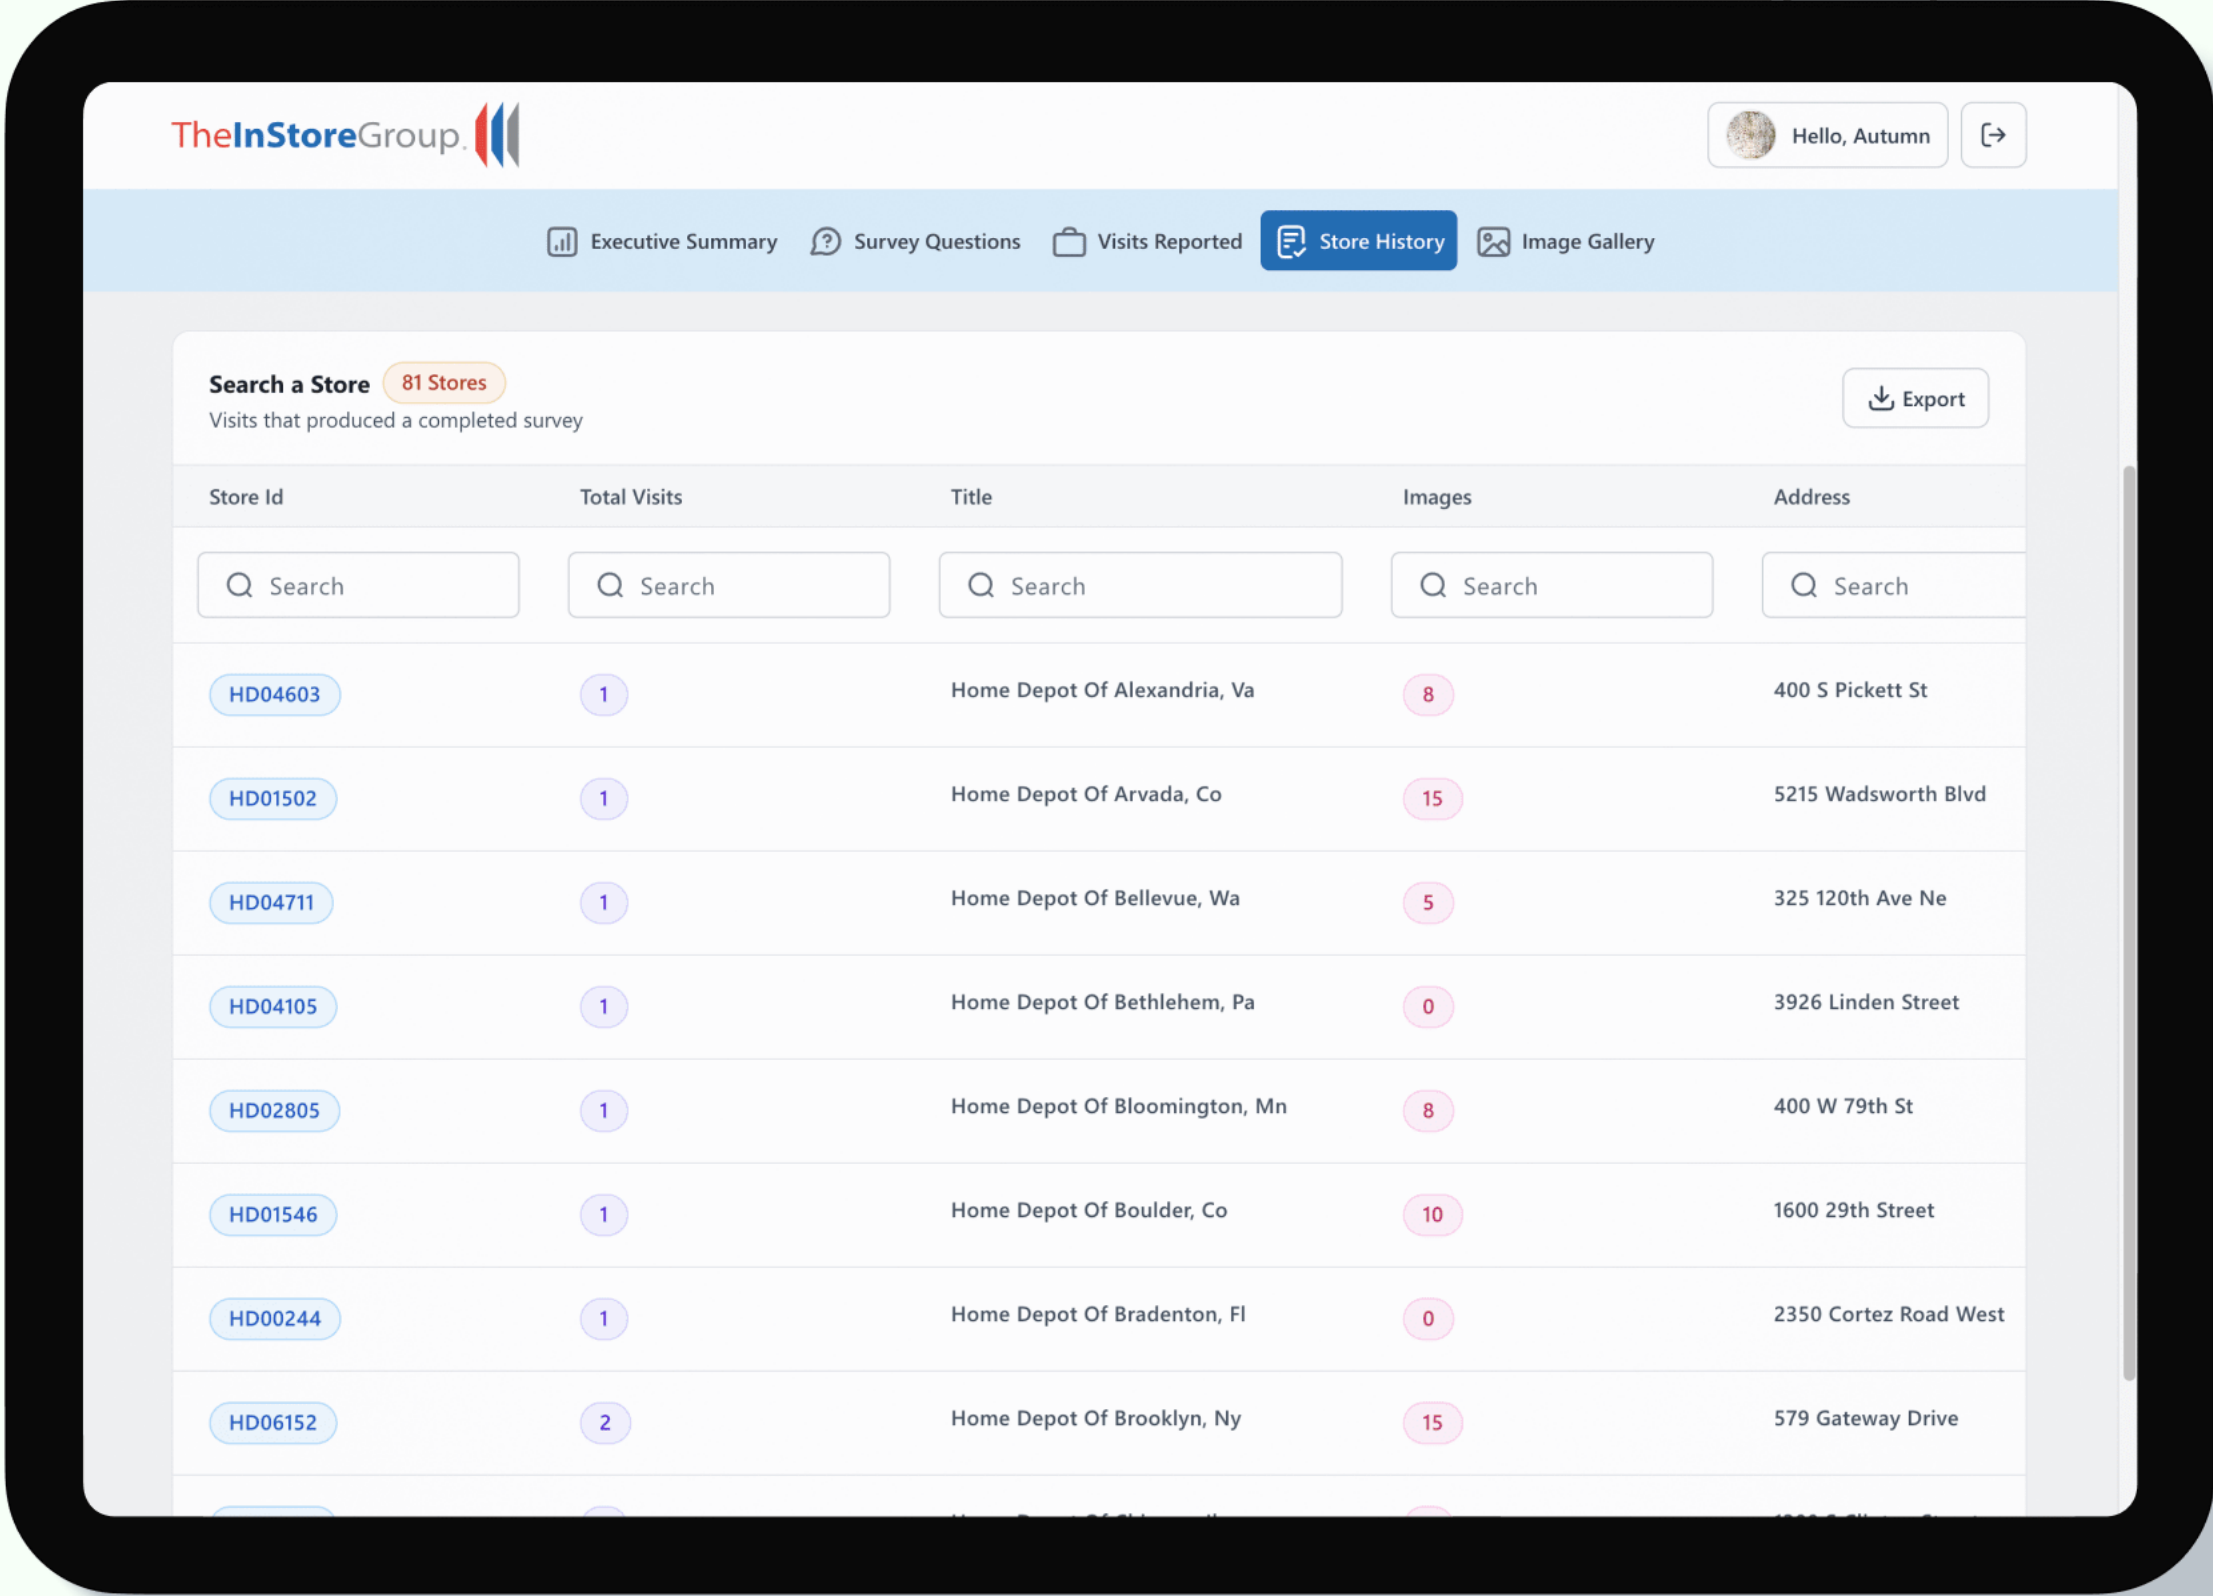 TheInStoreGroup.
Hello, Autumn
Executive Summary
Survey Questions
Visits Reported
Store History
Image Gallery
Search a Store
81 Stores
Visits that produced a completed survey
Export
Store Id Total Visits Title Images Address
Search Search Search Search Search
HD04603 1 Home Depot Of Alexandria, Va 8 400 S Pickett St
HD01502 1 Home Depot Of Arvada, Co 15 5215 Wadsworth Blvd
HD04711 1 Home Depot Of Bellevue, Wa 5 325 120th Ave Ne
HD04105 1 Home Depot Of Bethlehem, Pa 0 3926 Linden Street
HD02805 1 Home Depot Of Bloomington, Mn 8 400 W 79th St
HD01546 1 Home Depot Of Boulder, Co 10 1600 29th Street
HD00244 1 Home Depot Of Bradenton, Fl 0 2350 Cortez Road West
HD06152 2 Home Depot Of Brooklyn, Ny 15 579 Gateway Drive